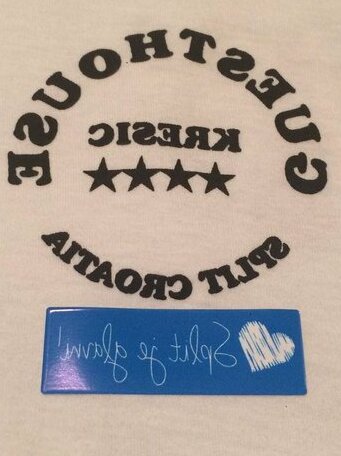 GUESTHOUSE
KRESIC
SPLIT CROATIA
Split je glavni!